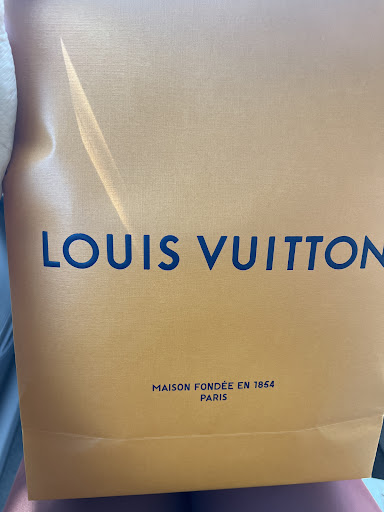 LOUIS VUITTON
MAISON FONDÉE EN 1854
PARIS